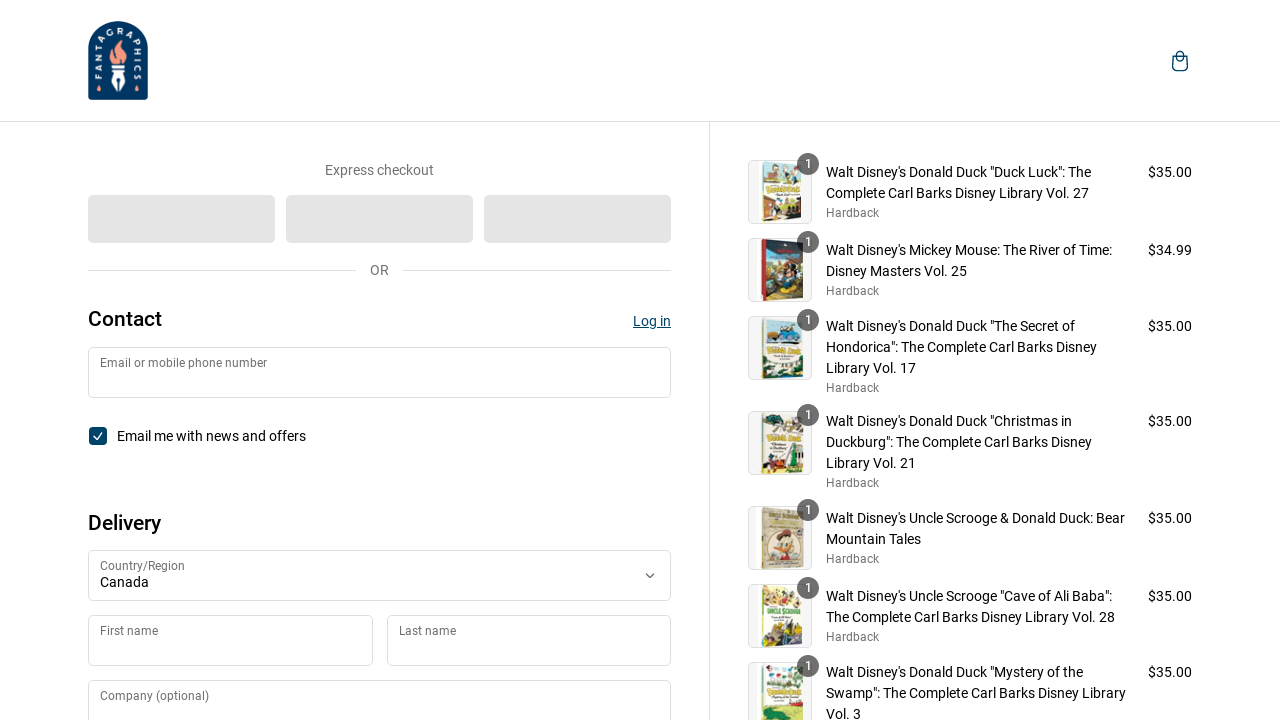 FANTAGRAPHICS
Express checkout
OR
Contact
Log in
Email or mobile phone number
Email me with news and offers
Delivery
Country/Region
Canada
First name
Last name
Company (optional)
1
Walt Disney's Donald Duck "Duck Luck": The
Complete Carl Barks Disney Library Vol. 27
Hardback
$35.00
1
Walt Disney's Mickey Mouse: The River of Time:
Disney Masters Vol. 25
Hardback
$34.99
1
Walt Disney's Donald Duck "The Secret of
Hondorica": The Complete Carl Barks Disney
Library Vol. 17
Hardback
$35.00
1
Walt Disney's Donald Duck "Christmas in
Duckburg": The Complete Carl Barks Disney
Library Vol. 21
Hardback
$35.00
1
Walt Disney's Uncle Scrooge & Donald Duck: Bear
Mountain Tales
Hardback
$35.00
1
Walt Disney's Uncle Scrooge "Cave of Ali Baba":
The Complete Carl Barks Disney Library Vol. 28
Hardback
$35.00
1
Walt Disney's Donald Duck "Mystery of the
Swamp": The Complete Carl Barks Disney Library
Vol. 3
$35.00